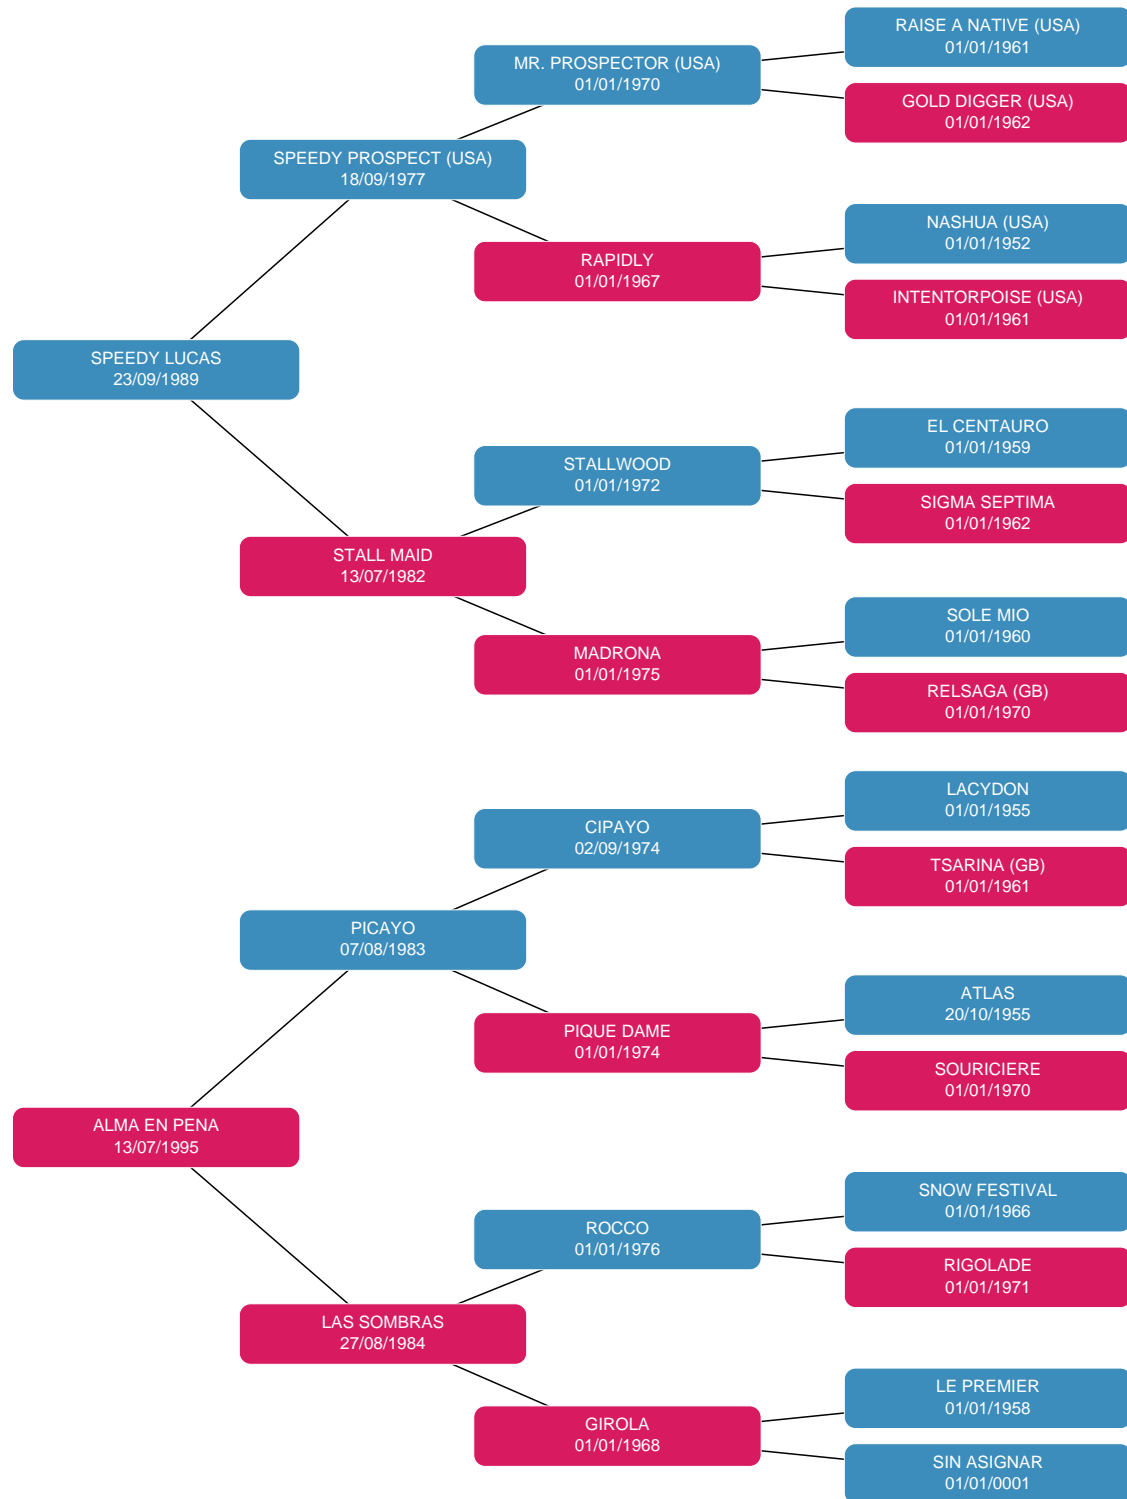 RAISE A NATIVE (USA)
01/01/1961
MR. PROSPECTOR (USA)
01/01/1970
GOLD DIGGER (USA)
01/01/1962
SPEEDY PROSPECT (USA)
18/09/1977
NASHUA (USA)
01/01/1952
RAPIDLY
01/01/1967
INTENTORPOISE (USA)
01/01/1961
SPEEDY LUCAS
23/09/1989
EL CENTAURO
01/01/1959
STALLWOOD
01/01/1972
SIGMA SEPTIMA
01/01/1962
STALL MAID
13/07/1982
SOLE MIO
01/01/1960
MADRONA
01/01/1975
RELSAGA (GB)
01/01/1970
LACYDON
01/01/1955
CIPAYO
02/09/1974
TSARINA (GB)
01/01/1961
PICAYO
07/08/1983
ATLAS
20/10/1955
PIQUE DAME
01/01/1974
SOURICIERE
01/01/1970
ALMA EN PENA
13/07/1995
SNOW FESTIVAL
01/01/1966
ROCCO
01/01/1976
RIGOLADE
01/01/1971
LAS SOMBRAS
27/08/1984
LE PREMIER
01/01/1958
GIROLA
01/01/1968
SIN ASIGNAR
01/01/0001